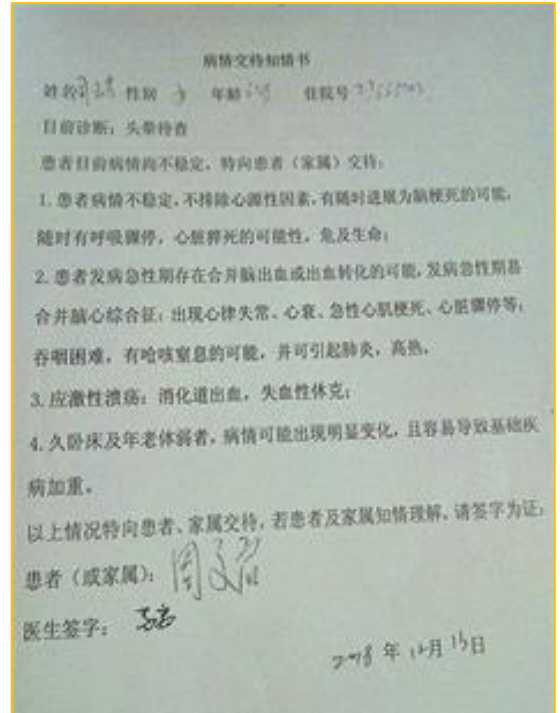 病情交待知情书
姓名 性别 年龄 住院号
目前诊断：头晕待查
患者目前病情尚不稳定，特向患者（家属）交待：
1. 患者病情不稳定，不排除心源性因素，有随时进展为脑梗死的可能，
随时有呼吸骤停，心脏猝死的可能性，危及生命；
2. 患者发病急性期存在合并脑出血或出血转化的可能，发病急性期易
合并脑心综合征：出现心律失常、心衰、急性心肌梗死、心脏骤停等；
吞咽困难，有呛咳窒息的可能，并可引起肺炎，高热。
3. 应激性溃疡：消化道出血，失血性休克；
4. 久卧床及年老体弱者，病情可能出现明显变化，且容易导致基础疾
病加重。
以上情况特向患者、家属交待，若患者及家属知情理解，请签字为证：
患者（或家属）：周
医生签字：
2018 年 12月 13日